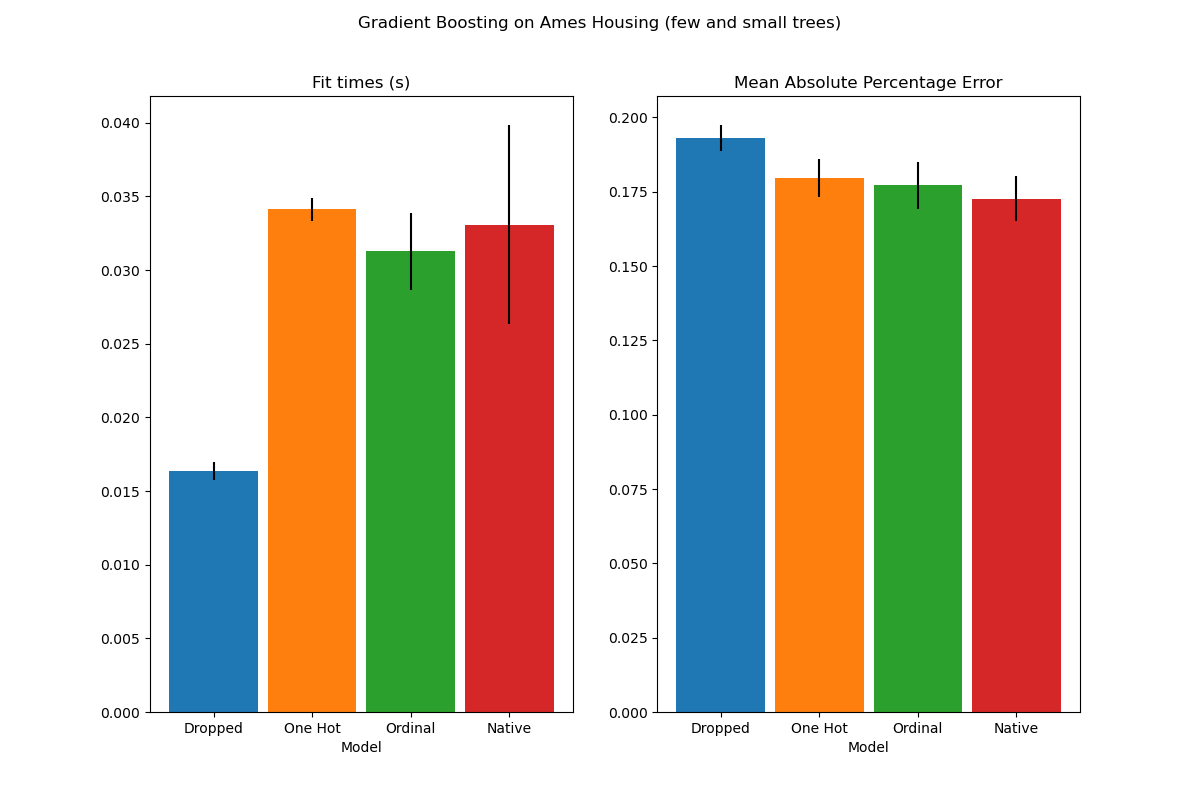 Gradient Boosting on Ames Housing (few and small trees)
Fit times (s)
0.040
0.035
0.030
0.025
0.020
0.015
0.010
0.005
0.000
Dropped One Hot Ordinal Native
Model
Mean Absolute Percentage Error
0.200
0.175
0.150
0.125
0.100
0.075
0.050
0.025
0.000
Dropped One Hot Ordinal Native
Model